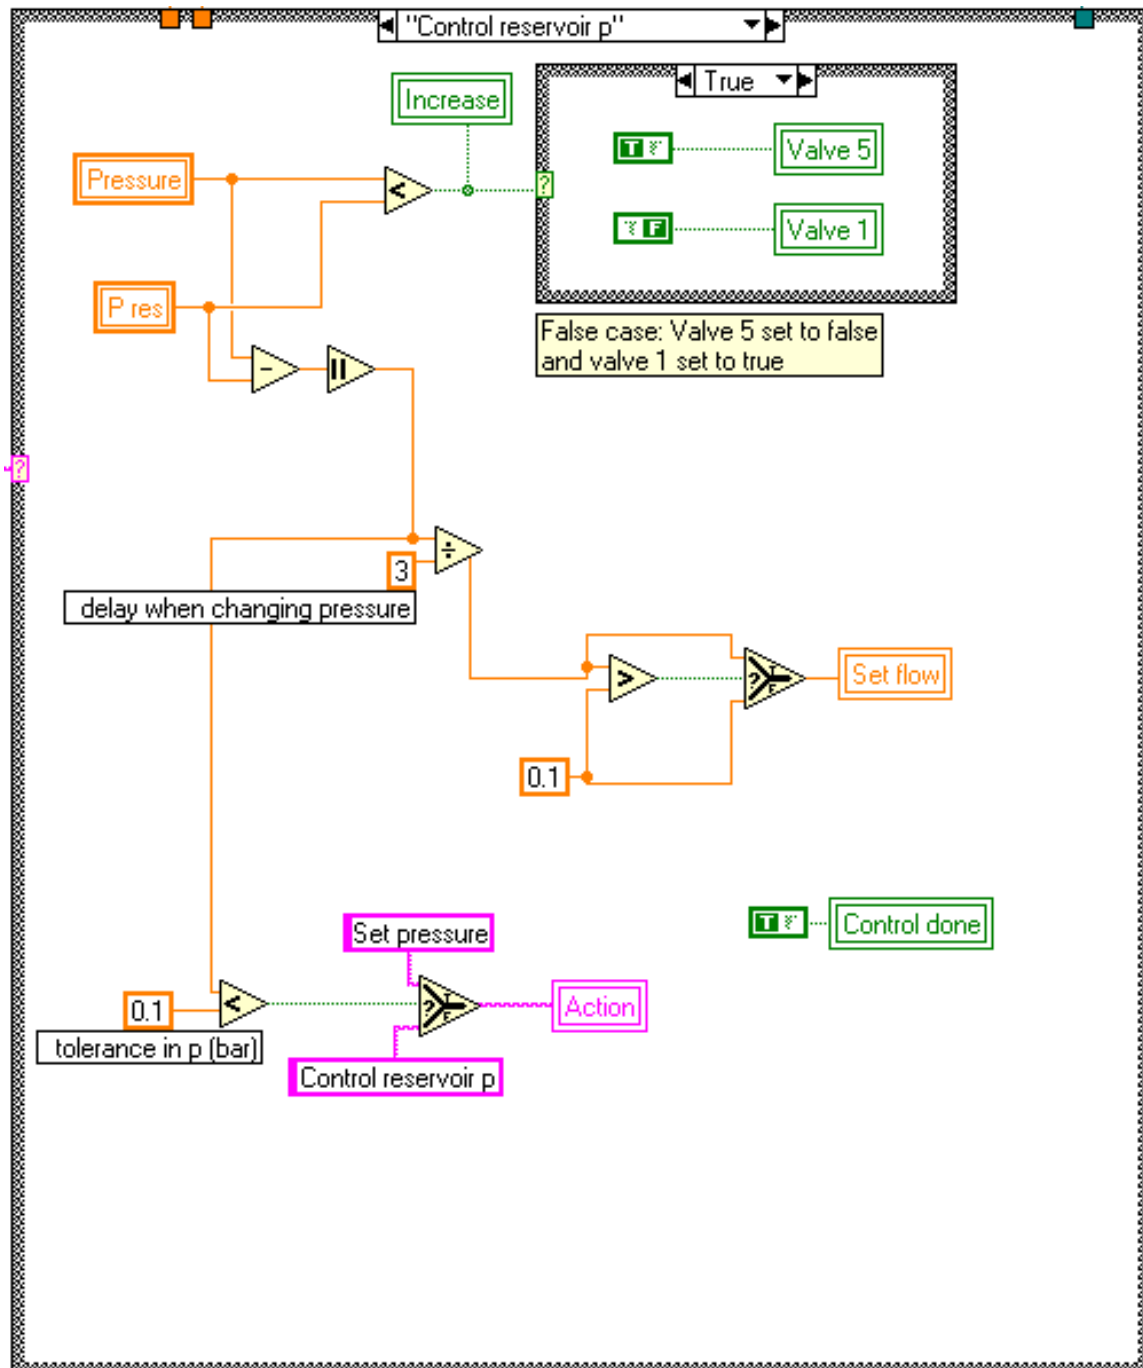 "Control reservoir p"
Increase
True
T
Valve 5
Pressure
<
?
F
Valve 1
P res
False case: Valve 5 set to false
and valve 1 set to true
-
?
÷
3
delay when changing pressure
>
?
T
F
Set flow
0.1
Set pressure
T
Control done
<
?
T
F
Action
0.1
tolerance in p (bar)
Control reservoir p